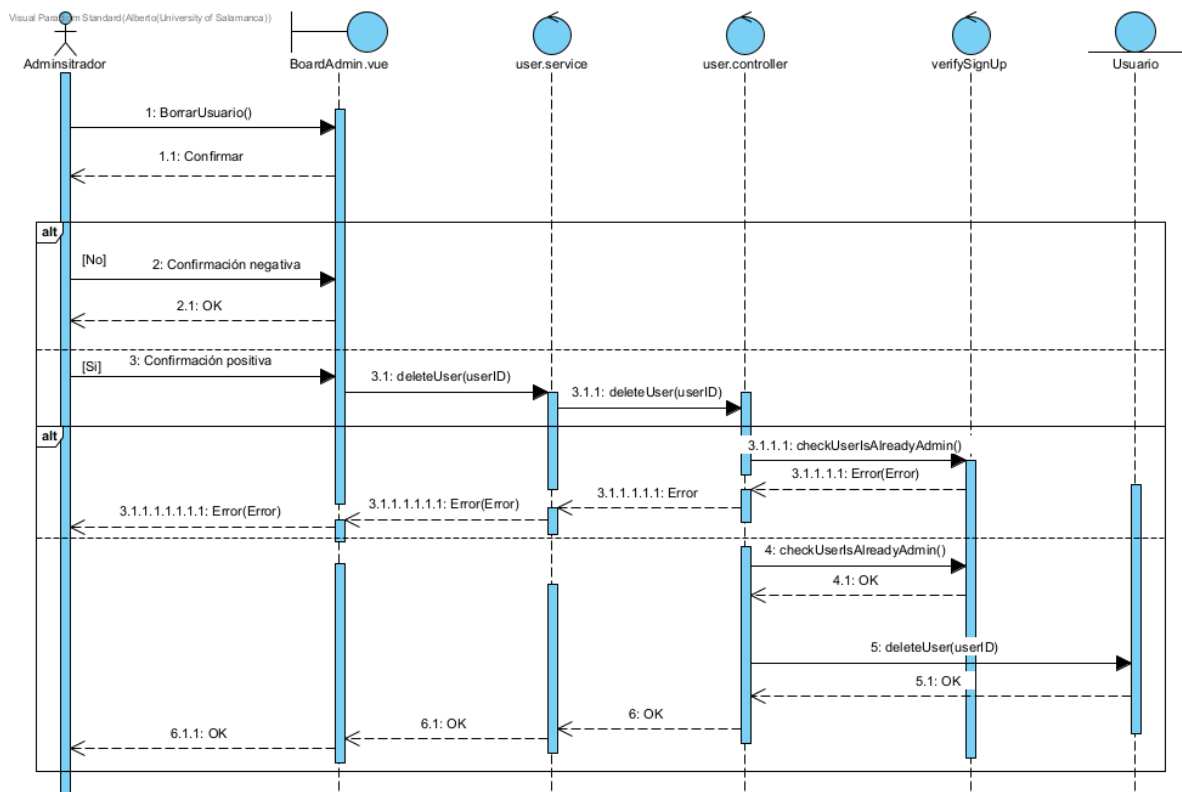 Visual Paradigm Standard(Alberto(University of Salamanca))
Adminsitrador
BoardAdmin.vue
user.service
user.controller
verifySignUp
Usuario
1: BorrarUsuario()
1.1: Confirmar
alt
[No]
2: Confirmación negativa
2.1: OK
[Si]
3: Confirmación positiva
3.1: deleteUser(userID)
3.1.1: deleteUser(userID)
alt
3.1.1.1: checkUserIsAlreadyAdmin()
3.1.1.1.1: Error(Error)
3.1.1.1.1.1: Error
3.1.1.1.1.1.1: Error(Error)
3.1.1.1.1.1.1.1: Error(Error)
4: checkUserIsAlreadyAdmin()
4.1: OK
5: deleteUser(userID)
5.1: OK
6: OK
6.1: OK
6.1.1: OK